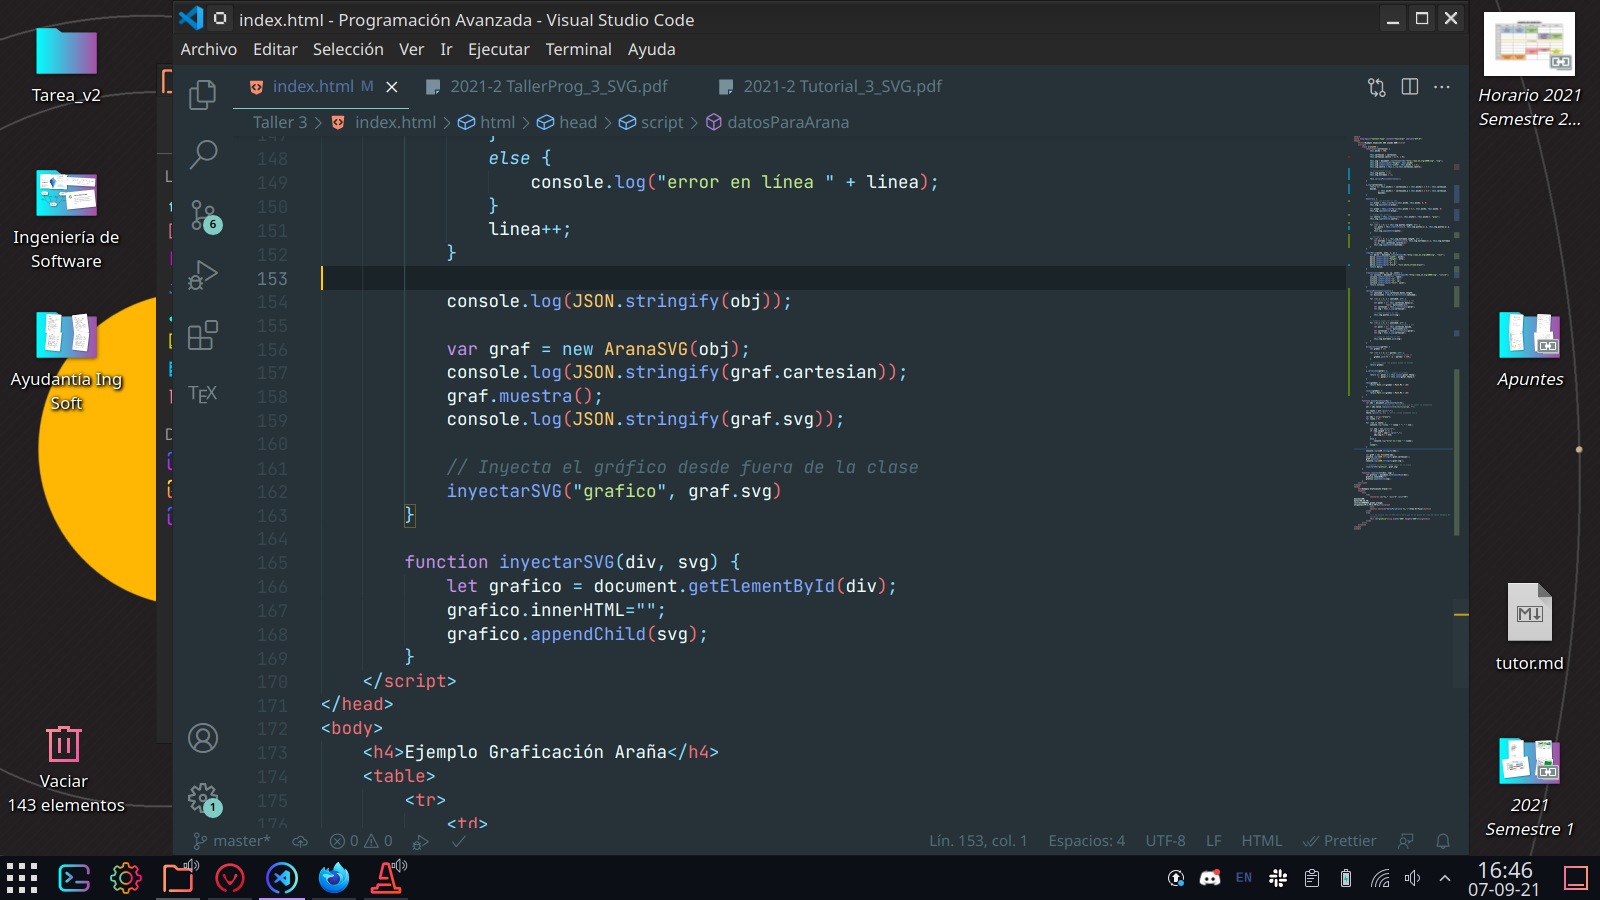 index.html - Programación Avanzada - Visual Studio Code
Archivo Editar Selección Ver Ir Ejecutar Terminal Ayuda
index.html M 2021-2 TallerProg_3_SVG.pdf 2021-2 Tutorial_3_SVG.pdf
Taller 3 > index.html > html > head > script > datosParaArana
148 else {
149 console.log("error en línea " + linea);
150 }
151 linea++;
152 }
153
154 console.log(JSON.stringify(obj));
155
156 var graf = new AranaSVG(obj);
157 console.log(JSON.stringify(graf.cartesian));
158 graf.muestra();
159 console.log(JSON.stringify(graf.svg));
160
161 // Inyecta el gráfico desde fuera de la clase
162 inyectarSVG("grafico", graf.svg)
163 }
164
165 function inyectarSVG(div, svg) {
166 let grafico = document.getElementById(div);
167 grafico.innerHTML="";
168 grafico.appendChild(svg);
169 }
170 </script>
171 </head>
172 <body>
173 <h4>Ejemplo Graficación Araña</h4>
174 <table>
175 <tr>
176 <td>
6
TEX
1
master* 0 0 Lín. 153, col. 1 Espacios: 4 UTF-8 LF HTML Prettier
Tarea_v2
Ingeniería de
Software
Ayudantía Ing
Soft
Vaciar
143 elementos
Horario 2021
Semestre 2...
Apuntes
tutor.md
2021
Semestre 1
EN
16:46
07-09-21